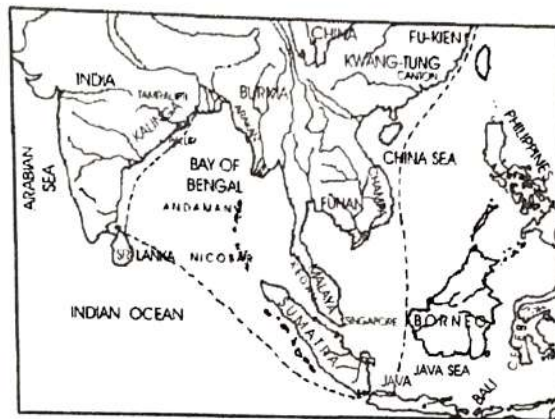 CHINA
FU-KIEN
KWANG-TUNG
CANTON
INDIA
TAMRALIPTI
BURMA
KALINGA
ARAKAN
PHILIPPINES
BAY OF
BENGAL
CHINA SEA
ARABIAN
SEA
ANDAMANS
FUNAN
CHAMPA
SRI LANKA
NICOBAR
MALAYA
INDIAN OCEAN
SUMATRA
SINGAPORE
BORNEO
JAVA
JAVA SEA
BALI